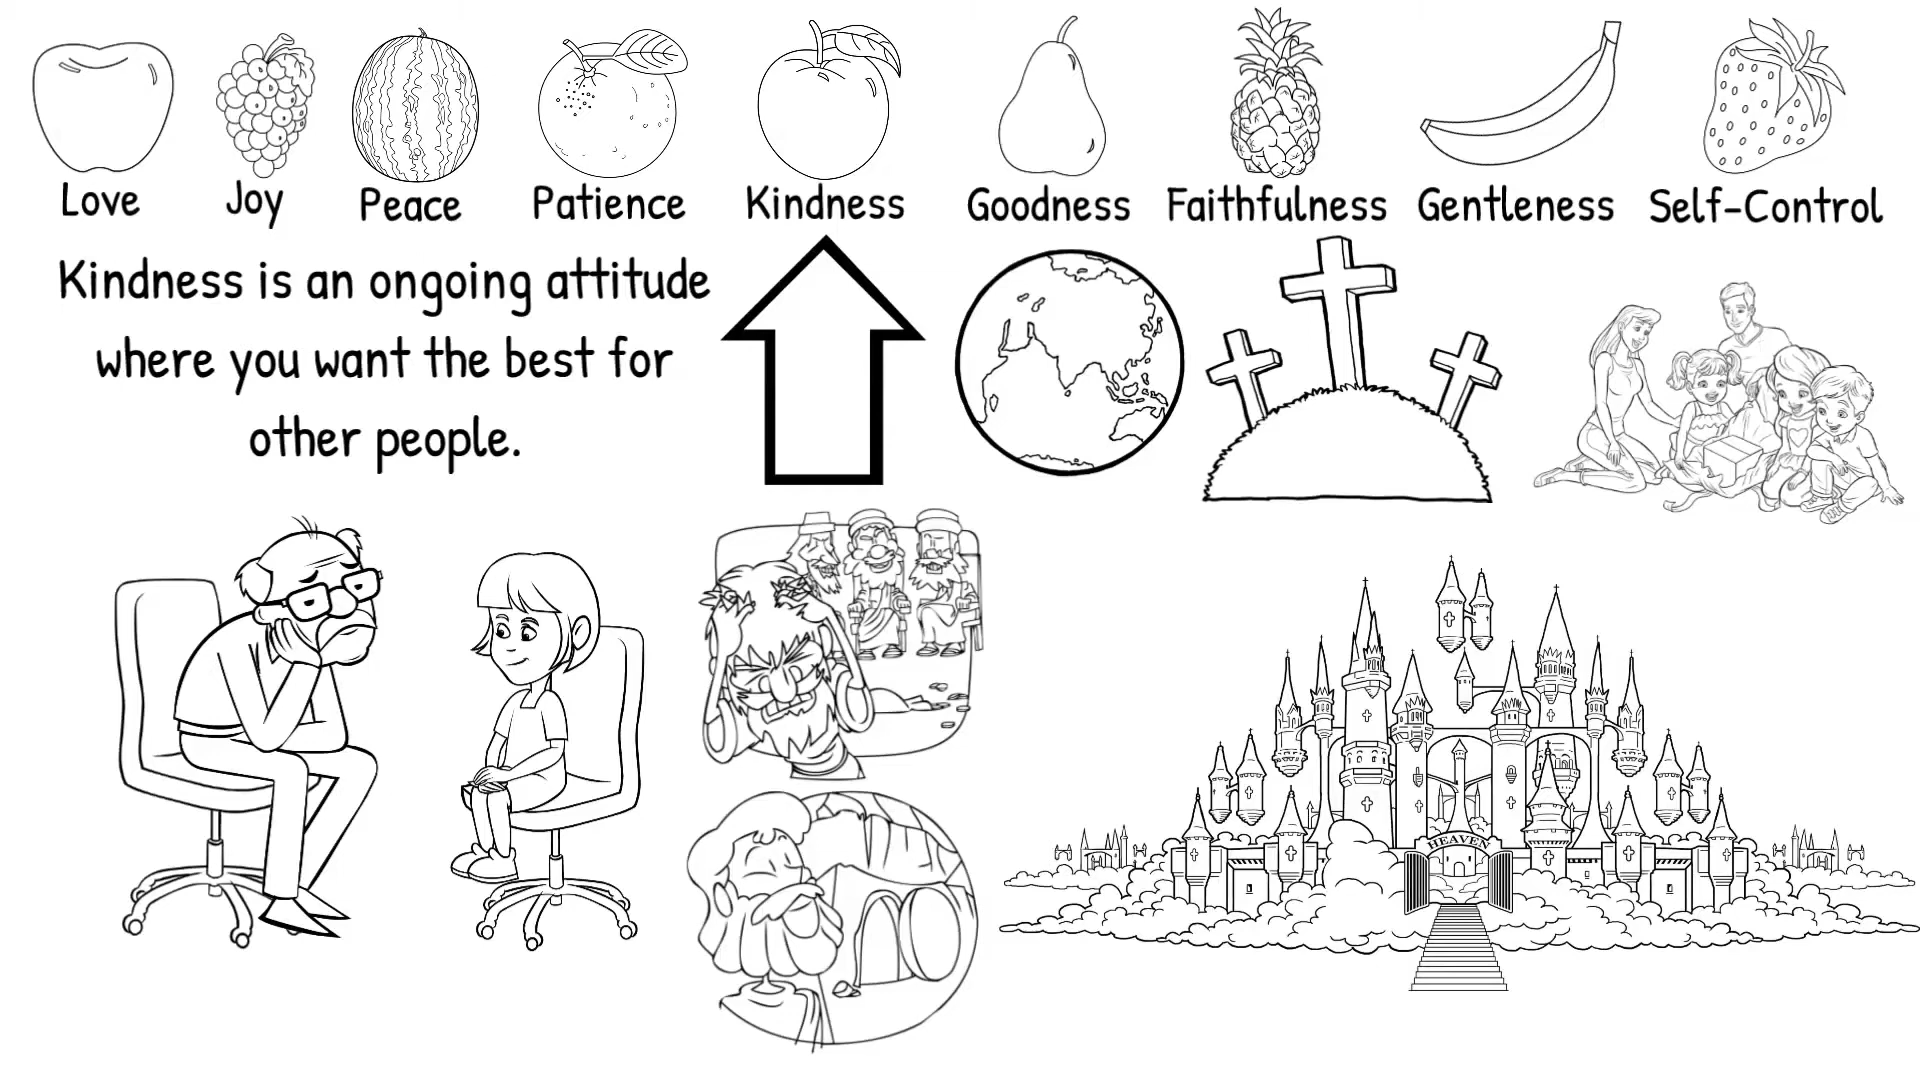 Love Joy Peace Patience Kindness Goodness Faithfulness Gentleness Self-Control
Kindness is an ongoing attitude
where you want the best for
other people.
HEAVEN